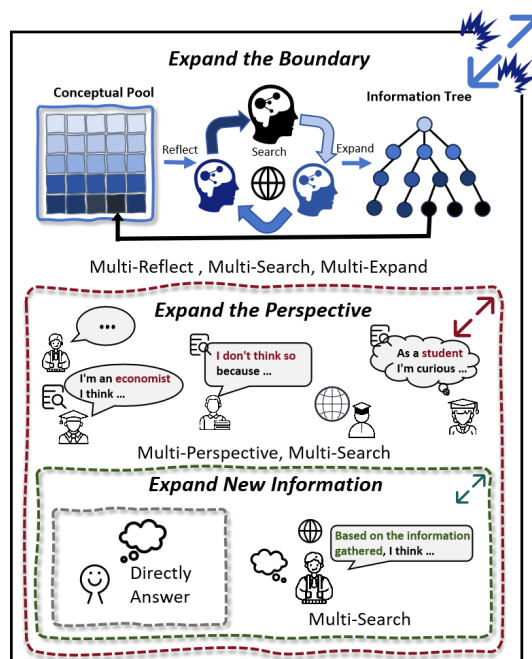 Expand the Boundary
Conceptual Pool
Information Tree
Reflect
Search
Expand
Multi-Reflect , Multi-Search, Multi-Expand
Expand the Perspective
...
I'm an economist
I think ...
I don't think so
because ...
As a student
I'm curious ...
Multi-Perspective, Multi-Search
Expand New Information
Directly
Answer
Based on the information
gathered, I think ...
Multi-Search